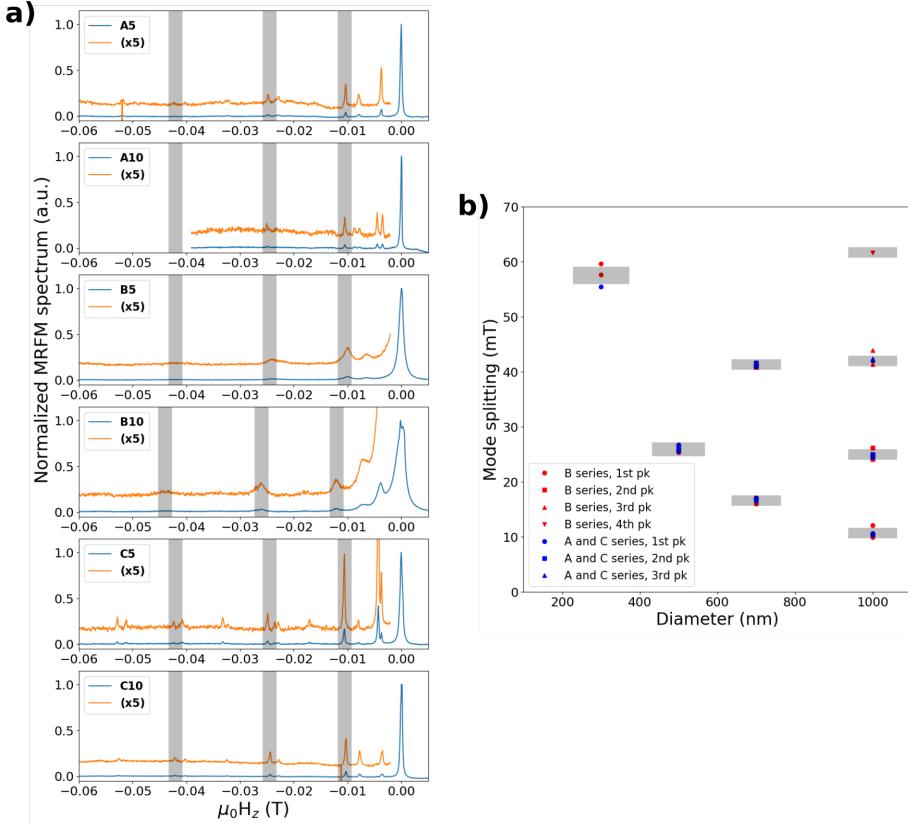 a)
Normalized MRFM spectrum (a.u.)
A5
(x5)
1.0
0.5
0.0
−0.06 −0.05 −0.04 −0.03 −0.02 −0.01 0.00
A10
(x5)
1.0
0.5
0.0
−0.06 −0.05 −0.04 −0.03 −0.02 −0.01 0.00
B5
(x5)
1.0
0.5
0.0
−0.06 −0.05 −0.04 −0.03 −0.02 −0.01 0.00
B10
(x5)
1.0
0.5
0.0
−0.06 −0.05 −0.04 −0.03 −0.02 −0.01 0.00
C5
(x5)
1.0
0.5
0.0
−0.06 −0.05 −0.04 −0.03 −0.02 −0.01 0.00
C10
(x5)
1.0
0.5
0.0
−0.06 −0.05 −0.04 −0.03 −0.02 −0.01 0.00
μ₀H_z (T)
b)
Mode splitting (mT)
70
60
50
40
30
20
10
0
B series, 1st pk
B series, 2nd pk
B series, 3rd pk
B series, 4th pk
A and C series, 1st pk
A and C series, 2nd pk
A and C series, 3rd pk
200 400 600 800 1000
Diameter (nm)